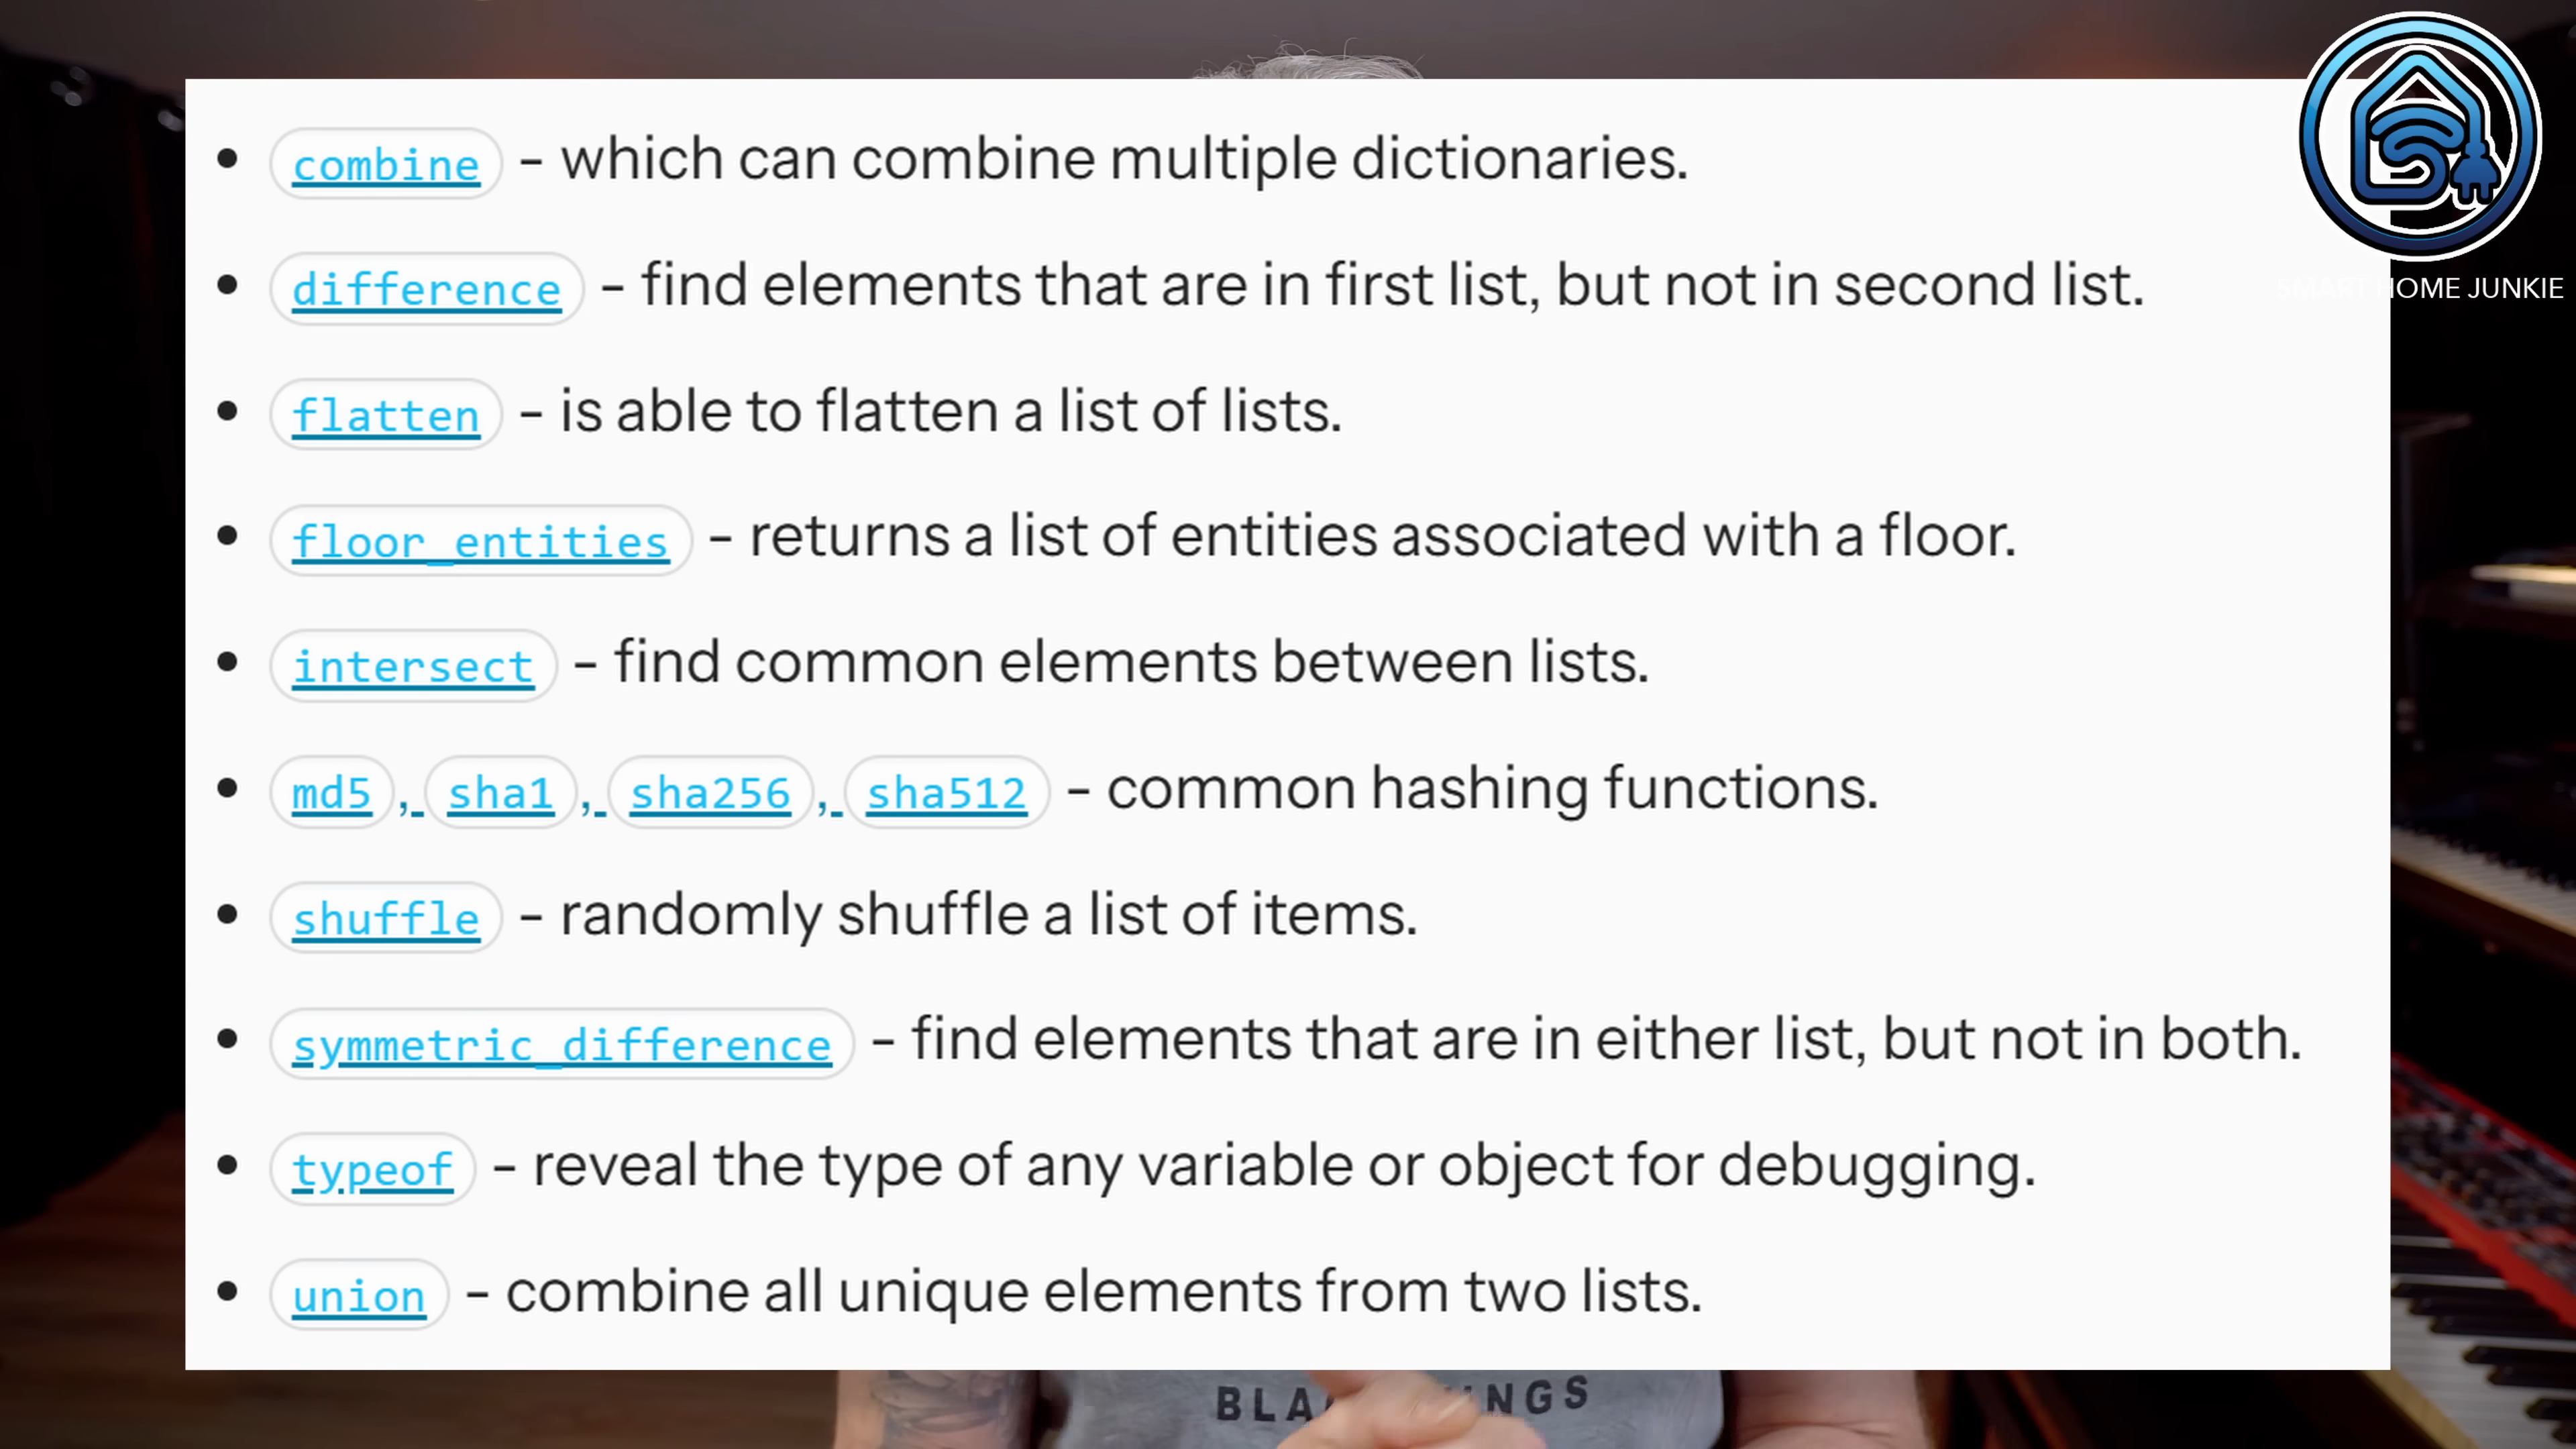 combine – which can combine multiple dictionaries.
difference – find elements that are in first list, but not in second list.
HOME JUNKIE
flatten – is able to flatten a list of lists.
floor_entities – returns a list of entities associated with a floor.
intersect – find common elements between lists.
md5, sha1, sha256, sha512 – common hashing functions.
shuffle – randomly shuffle a list of items.
symmetric_difference – find elements that are in either list, but not in both.
typeof – reveal the type of any variable or object for debugging.
union – combine all unique elements from two lists.